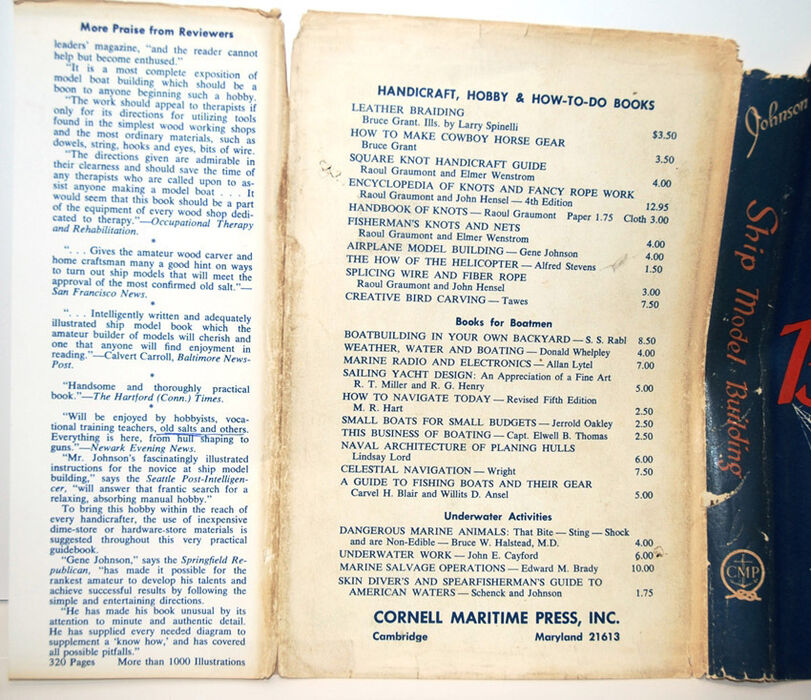 More Praise from Reviewers
leaders' magazine, "and the reader cannot
help but become enthused."
"It is a most complete exposition of
model boat building which should be a
boon to anyone beginning such a hobby.
"The work should appeal to therapists if
only for its directions for utilizing tools
found in the simplest wood working shops
and the most ordinary materials, such as
dowels, string, hooks and eyes, bits of wire.
"The directions given are admirable in
their clearness and should save the time of
any therapists who are called upon to as-
sist anyone making a model boat . . . It
would seem that this book should be a part
of the equipment of every wood shop dedi-
cated to therapy."—Occupational Therapy
and Rehabilitation.
*
". . . Gives the amateur wood carver and
home craftsman many a good hint on ways
to turn out ship models that will meet the
approval of the most confirmed old salt."—
San Francisco News.
*
". . . Intelligently written and adequately
illustrated ship model book which the
amateur builder of models will cherish and
one that anyone will find enjoyment in
reading."—Calvert Carroll, Baltimore News-
Post.
*
"Handsome and thoroughly practical
book."—The Hartford (Conn.) Times.
*
"Will be enjoyed by hobbyists, voca-
tional training teachers, old salts and others.
Everything is here, from hull shaping to
guns."—Newark Evening News.
"Mr. Johnson's fascinatingly illustrated
instructions for the novice at ship model
building," says the Seattle Post-Intelligen-
cer, "will answer that frantic search for a
relaxing, absorbing manual hobby."
To bring this hobby within the reach of
every handicrafter, the use of inexpensive
dime-store or hardware-store materials is
suggested throughout this very practical
guidebook.
"Gene Johnson," says the Springfield Re-
publican, "has made it possible for the
rankest amateur to develop his talents and
achieve successful results by following the
simple and entertaining directions.
"He has made his book unusual by its
attention to minute and authentic detail.
He has supplied every needed diagram to
supplement a 'know how,' and has covered
all possible pitfalls."
320 Pages More than 1000 Illustrations
HANDICRAFT, HOBBY & HOW-TO-DO BOOKS
LEATHER BRAIDING
Bruce Grant. Ills. by Larry Spinelli $3.50
HOW TO MAKE COWBOY HORSE GEAR
Bruce Grant 3.50
SQUARE KNOT HANDICRAFT GUIDE
Raoul Graumont and Elmer Wenstrom 4.00
ENCYCLOPEDIA OF KNOTS AND FANCY ROPE WORK
Raoul Graumont and John Hensel — 4th Edition 12.95
HANDBOOK OF KNOTS — Raoul Graumont Paper 1.75 Cloth 3.00
FISHERMAN'S KNOTS AND NETS
Raoul Graumont and Elmer Wenstrom 4.00
AIRPLANE MODEL BUILDING — Gene Johnson 4.00
THE HOW OF THE HELICOPTER — Alfred Stevens 1.50
SPLICING WIRE AND FIBER ROPE
Raoul Graumont and John Hensel 3.00
CREATIVE BIRD CARVING — Tawes 7.50
Books for Boatmen
BOATBUILDING IN YOUR OWN BACKYARD — S. S. Rabl 8.50
WEATHER, WATER AND BOATING — Donald Whelpley 4.00
MARINE RADIO AND ELECTRONICS — Allan Lytel 7.00
SAILING YACHT DESIGN: An Appreciation of a Fine Art
R. T. Miller and R. G. Henry 5.00
HOW TO NAVIGATE TODAY — Revised Fifth Edition
M. R. Hart 2.50
SMALL BOATS FOR SMALL BUDGETS — Jerrold Oakley 2.50
THIS BUSINESS OF BOATING — Capt. Elwell B. Thomas 2.50
NAVAL ARCHITECTURE OF PLANING HULLS
Lindsay Lord 6.00
CELESTIAL NAVIGATION — Wright 7.50
A GUIDE TO FISHING BOATS AND THEIR GEAR
Carvel H. Blair and Willits D. Ansel 5.00
Underwater Activities
DANGEROUS MARINE ANIMALS: That Bite — Sting — Shock
and are Non-Edible — Bruce W. Halstead, M.D. 4.00
UNDERWATER WORK — John E. Cayford 6.00
MARINE SALVAGE OPERATIONS — Edward M. Brady 10.00
SKIN DIVER'S AND SPEARFISHERMAN'S GUIDE TO
AMERICAN WATERS — Schenck and Johnson 1.75
CORNELL MARITIME PRESS, INC.
Cambridge Maryland 21613
Johnson
Ship Model Building
CMP